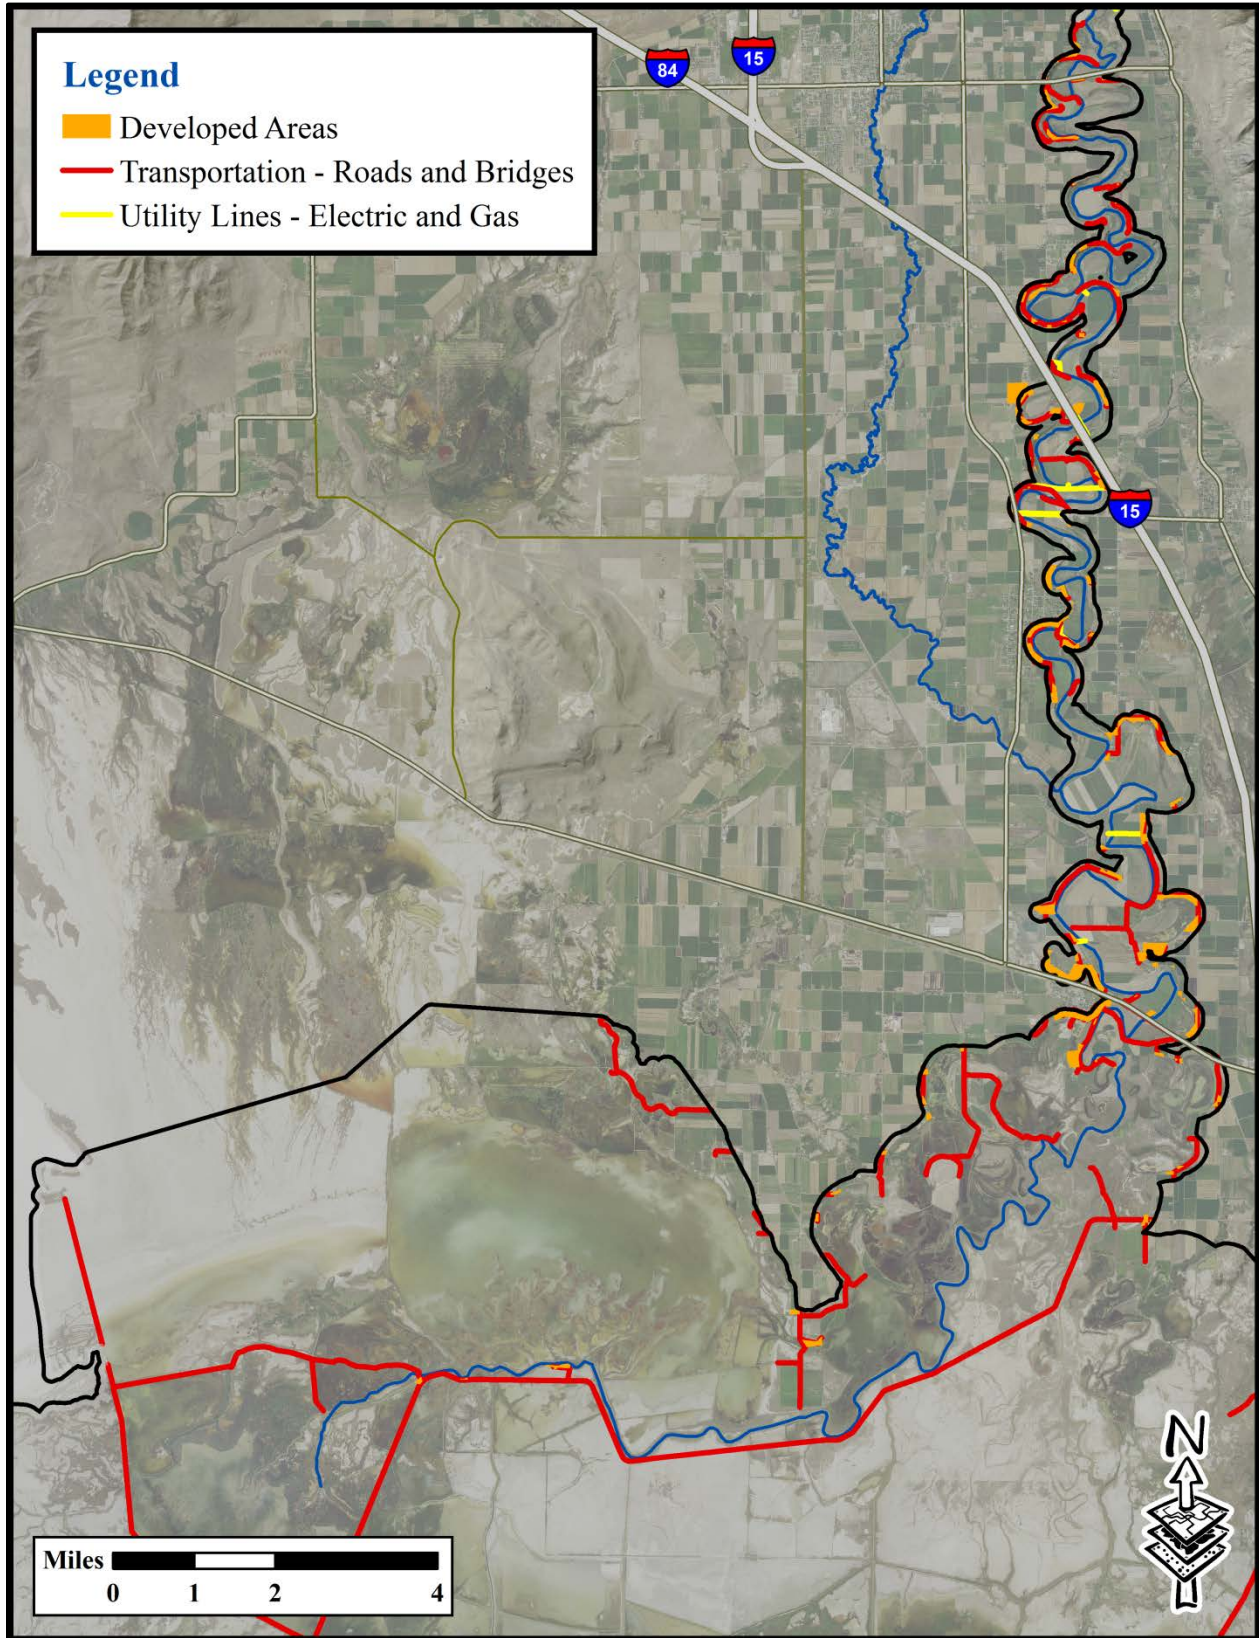 Legend
Developed Areas
Transportation - Roads and Bridges
Utility Lines - Electric and Gas
84
15
15
N
Miles
0 1 2 4